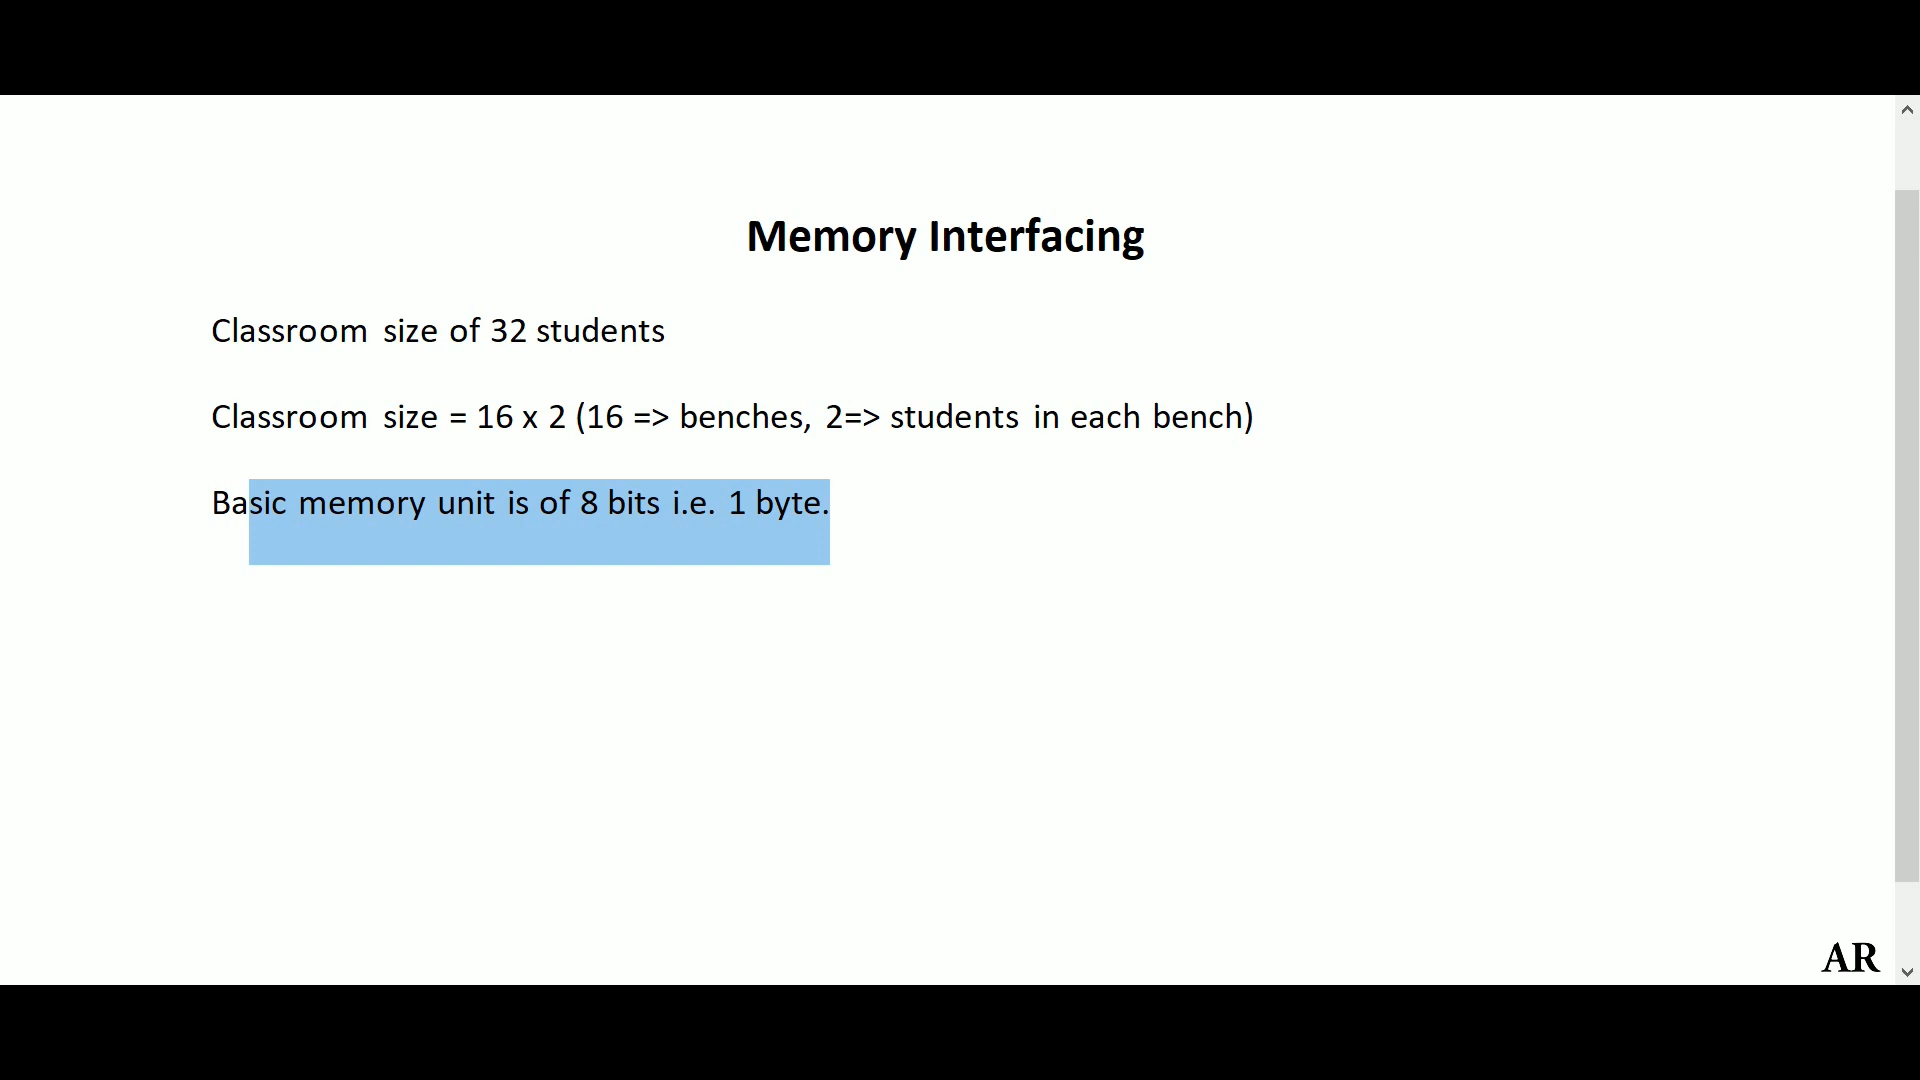 Memory Interfacing
Classroom size of 32 students
Classroom size = 16 x 2 (16 => benches, 2=> students in each bench)
Basic memory unit is of 8 bits i.e. 1 byte.
AR